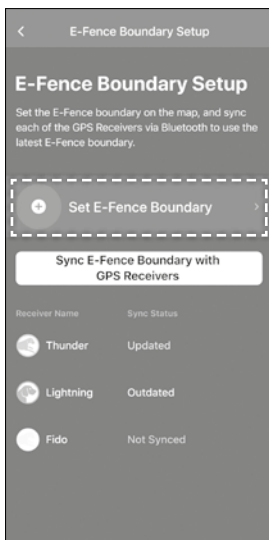 E-Fence Boundary Setup
E-Fence Boundary Setup
Set the E-Fence boundary on the map, and sync
each of the GPS Receivers via Bluetooth to use the
latest E-Fence boundary.
Set E-Fence Boundary
Sync E-Fence Boundary with
GPS Receivers
Receiver Name Sync Status
Thunder Updated
Lightning Outdated
Fido Not Synced